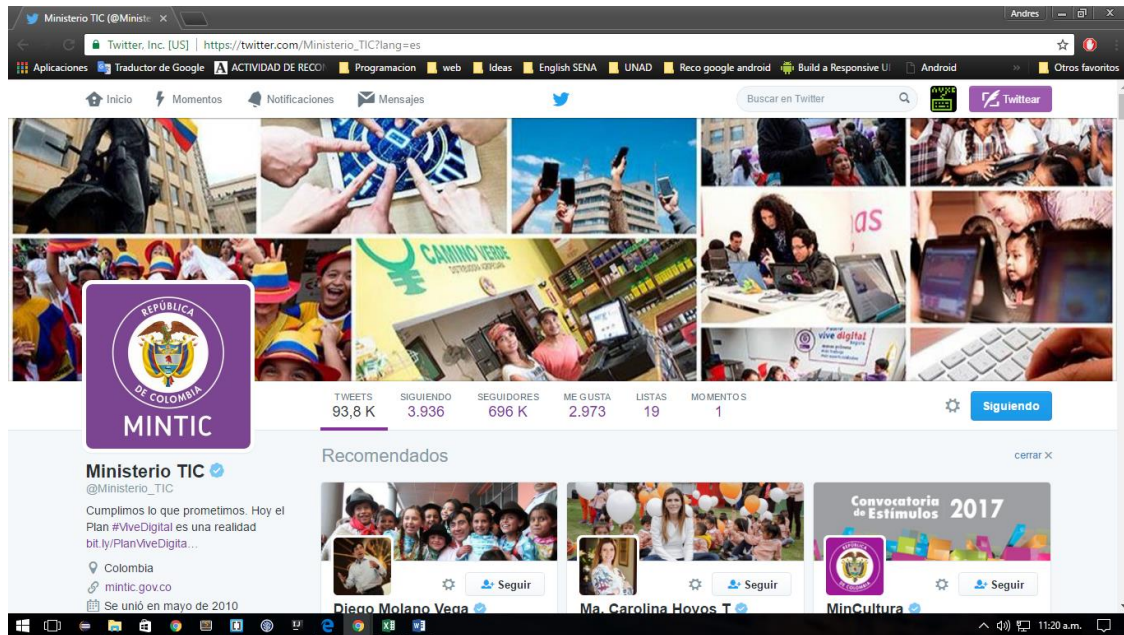 Ministerio TIC (@Ministe
Andres
Twitter, Inc. [US] | https://twitter.com/Ministerio_TIC?lang=es
Aplicaciones Traductor de Google ACTIVIDAD DE RECON Programacion web Ideas English SENA UNAD Reco google android Build a Responsive UI Android » Otros favoritos
Inicio Momentos Notificaciones Mensajes Buscar en Twitter Twittear
CAMINO VERDE
vive digital
TWEETS SIGUIENDO SEGUIDORES ME GUSTA LISTAS MOMENTOS
93,8 K 3.936 696 K 2.973 19 1
Siguiendo
REPÚBLICA
DE COLOMBIA
MINTIC
Ministerio TIC
@Ministerio_TIC
Cumplimos lo que prometimos. Hoy el
Plan #ViveDigital es una realidad
bit.ly/PlanViveDigita…
Colombia
mintic.gov.co
Se unió en mayo de 2010
Recomendados
cerrar
Seguir
Diego Molano Vega
Seguir
Ma. Carolina Hoyos T
Convocatoria
de Estímulos 2017
Seguir
MinCultura
11:20 a.m.